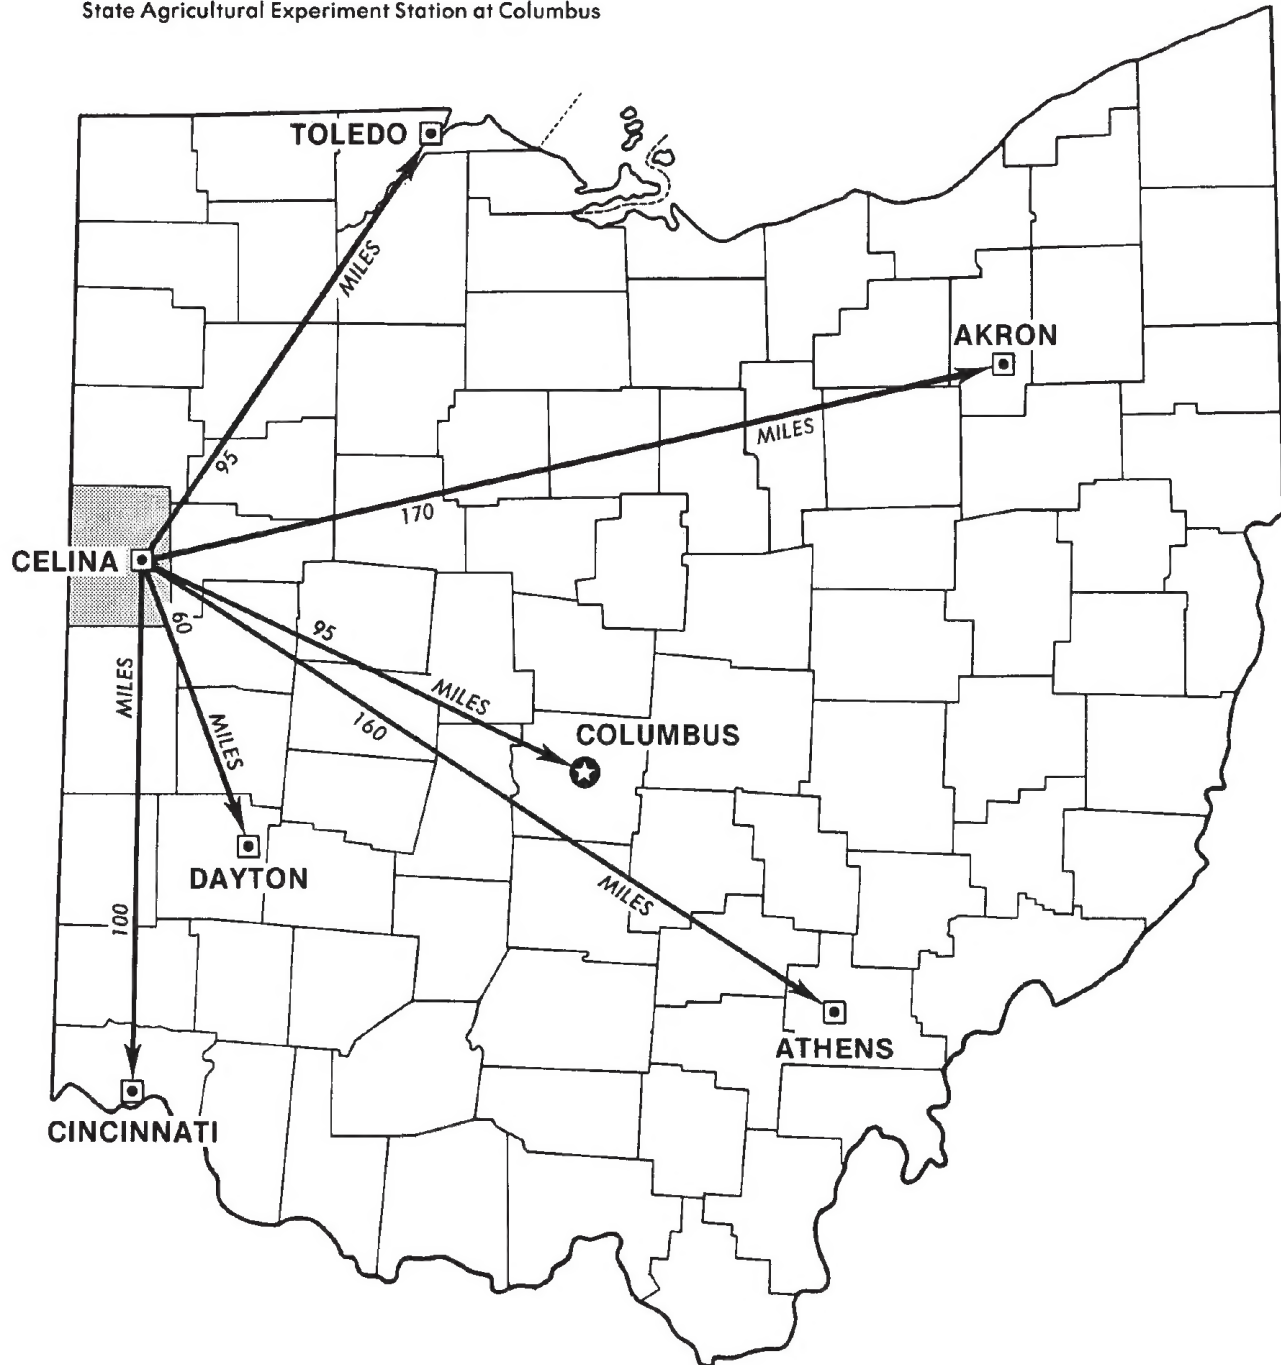 State Agricultural Experiment Station at Columbus
TOLEDO
MILES
95
AKRON
MILES
170
CELINA
60
MILES
95
MILES
COLUMBUS
160
MILES
MILES
100
DAYTON
ATHENS
CINCINNATI